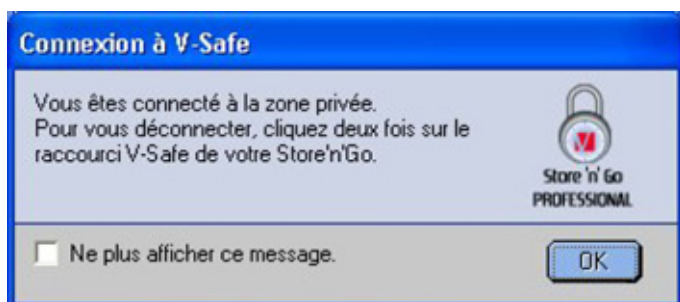 Connexion à V-Safe
Vous êtes connecté à la zone privée.
Pour vous déconnecter, cliquez deux fois sur le
raccourci V-Safe de votre Store'n'Go.
Store 'n' Go
PROFESSIONAL
Ne plus afficher ce message.
OK